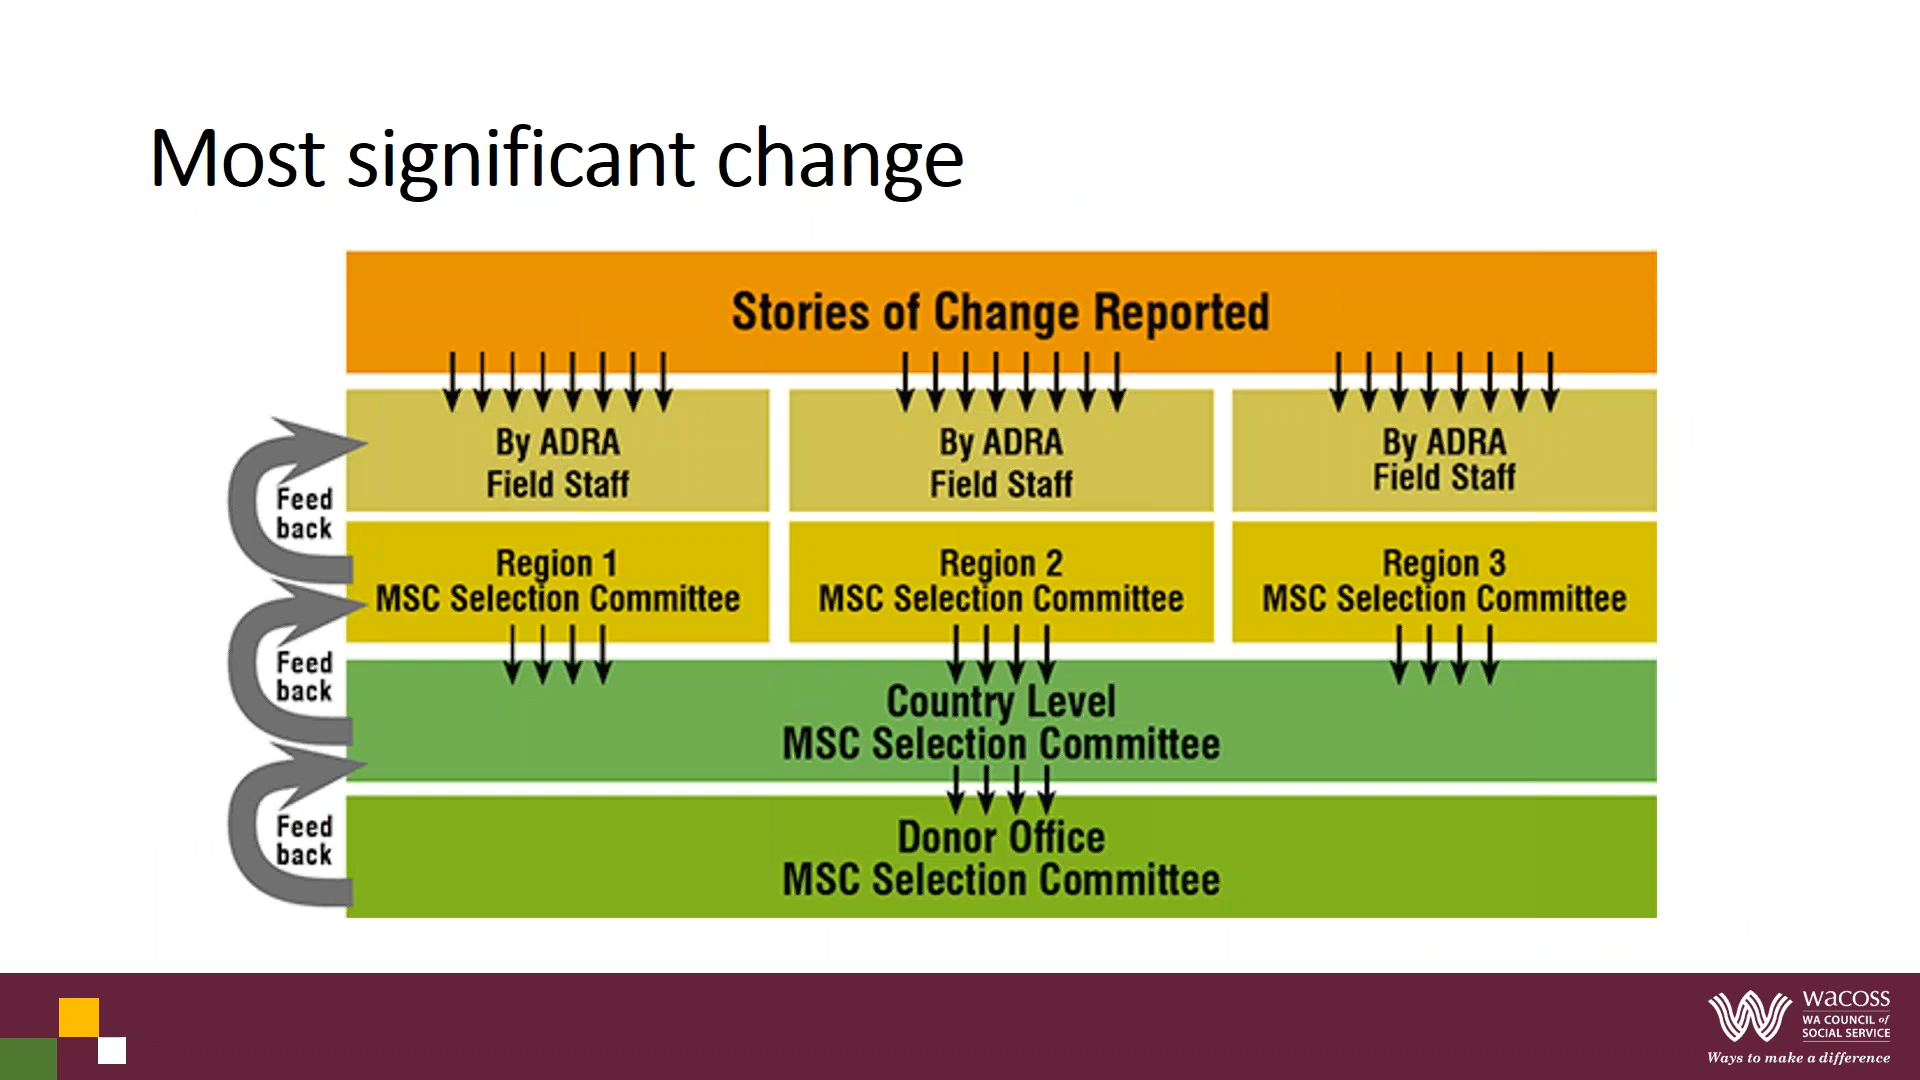 Most significant change
Stories of Change Reported
By ADRA
Field Staff
By ADRA
Field Staff
By ADRA
Field Staff
Feed
back
Region 1
MSC Selection Committee
Region 2
MSC Selection Committee
Region 3
MSC Selection Committee
Feed
back
Country Level
MSC Selection Committee
Feed
back
Donor Office
MSC Selection Committee
wacoss
WA COUNCIL of
SOCIAL SERVICE
Ways to make a difference